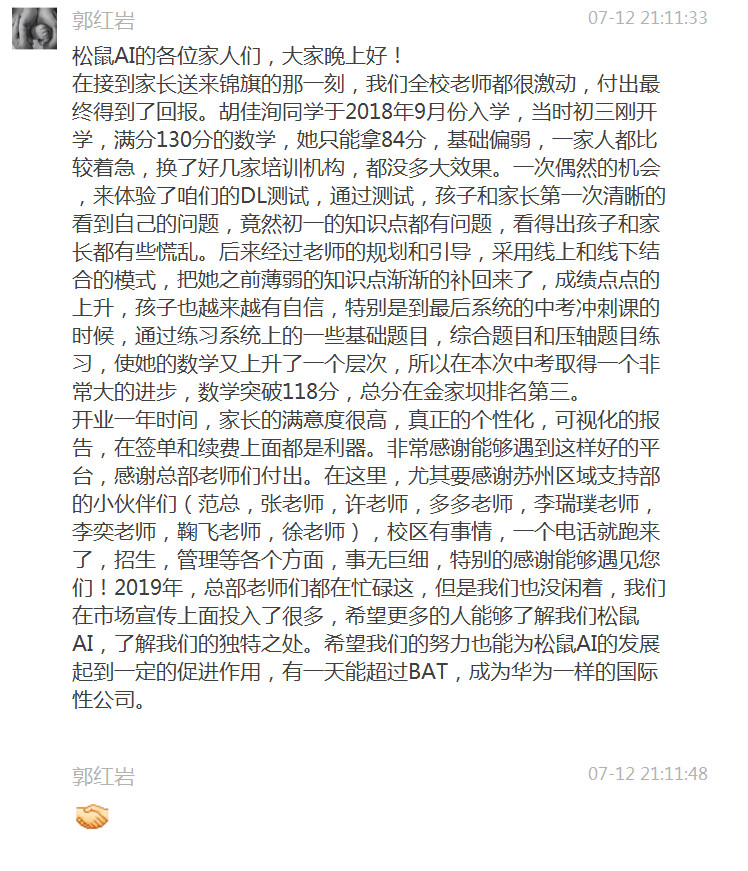 郭红岩 07-12 21:11:33
松鼠AI的各位家人们，大家晚上好！
在接到家长送来锦旗的那一刻，我们全校老师都很激动，付出最
终得到了回报。胡佳洵同学于2018年9月份入学，当时初三刚开
学，满分130分的数学，她只能拿84分，基础偏弱，一家人都比
较着急，换了好几家培训机构，都没多大效果。一次偶然的机会
，来体验了咱们的DL测试，通过测试，孩子和家长第一次清晰的
看到自己的问题，竟然初一的知识点都有问题，看得出孩子和家
长都有些慌乱。后来经过老师的规划和引导，采用线上和线下结
合的模式，把她之前薄弱的知识点渐渐的补回来了，成绩点点的
上升，孩子也越来越有自信，特别是到最后系统的中考冲刺课的
时候，通过练习系统上的一些基础题目，综合题目和压轴题目练
习，使她的数学又上升了一个层次，所以在本次中考取得一个非
常大的进步，数学突破118分，总分在金家坝排名第三。
开业一年时间，家长的满意度很高，真正的个性化，可视化的报
告，在签单和续费上面都是利器。非常感谢能够遇到这样好的平
台，感谢总部老师们付出。在这里，尤其要感谢苏州区域支持部
的小伙伴们（范总，张老师，许老师，多多老师，李瑞璞老师，
李奕老师，鞠飞老师，徐老师），校区有事情，一个电话就跑来
了，招生，管理等各个方面，事无巨细，特别的感谢能够遇见您
们！2019年，总部老师们都在忙碌这，但是我们也没闲着，我们
在市场宣传上面投入了很多，希望更多的人能够了解我们松鼠
AI，了解我们的独特之处。希望我们的努力也能为松鼠AI的发展
起到一定的促进作用，有一天能超过BAT，成为华为一样的国际
性公司。
郭红岩 07-12 21:11:48